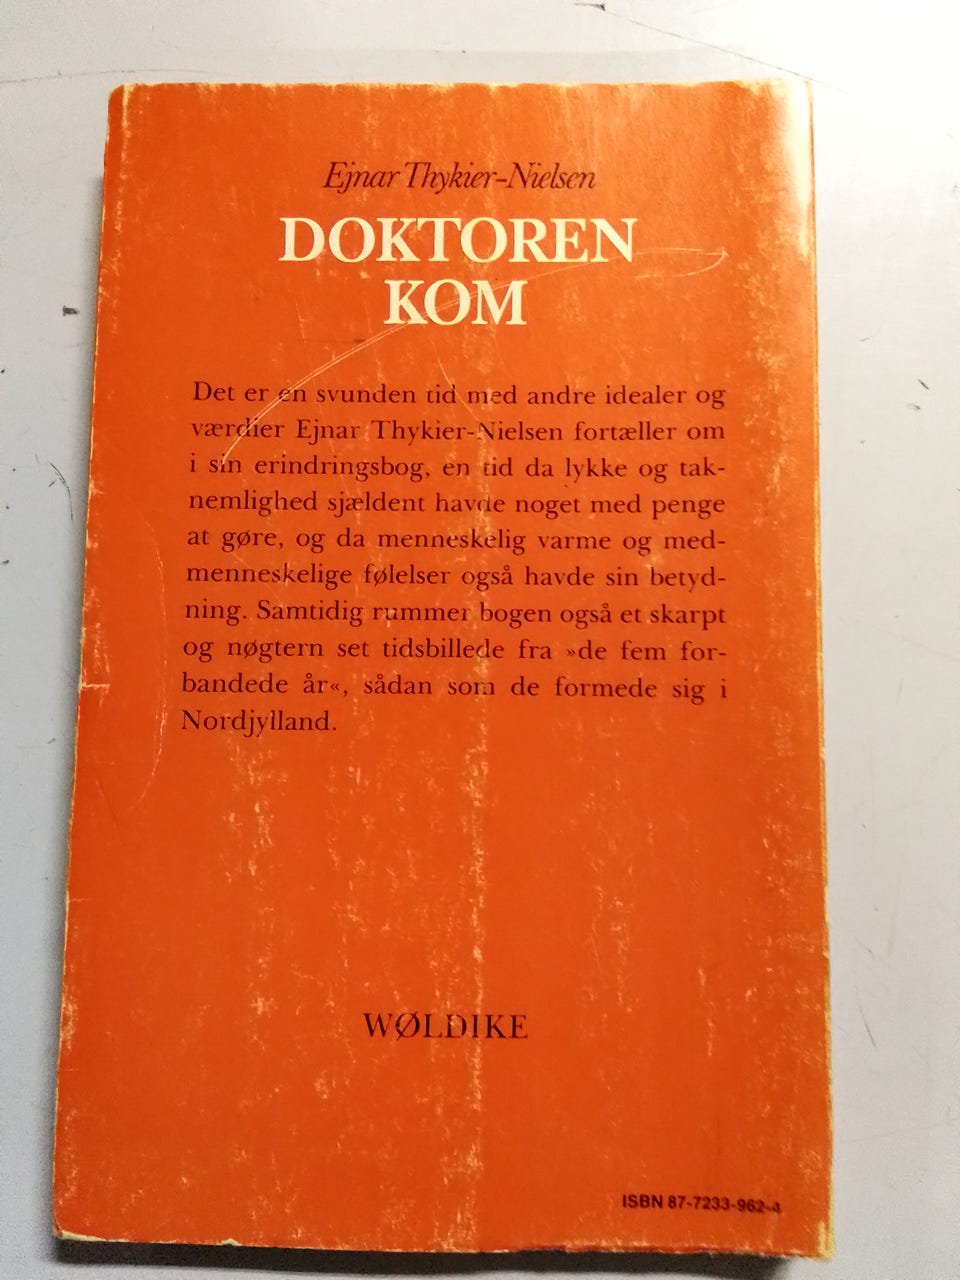 Ejnar Thykier-Nielsen
DOKTOREN
KOM
Det er en svunden tid med andre idealer og
værdier Ejnar Thykier-Nielsen fortæller om
i sin erindringsbog, en tid da lykke og tak-
nemlighed sjældent havde noget med penge
at gøre, og da menneskelig varme og med-
menneskelige følelser også havde sin betyd-
ning. Samtidig rummer bogen også et skarpt
og nøgtern set tidsbillede fra »de fem for-
bandede år«, sådan som de formede sig i
Nordjylland.
WØLDIKE
ISBN 87-7233-962-4